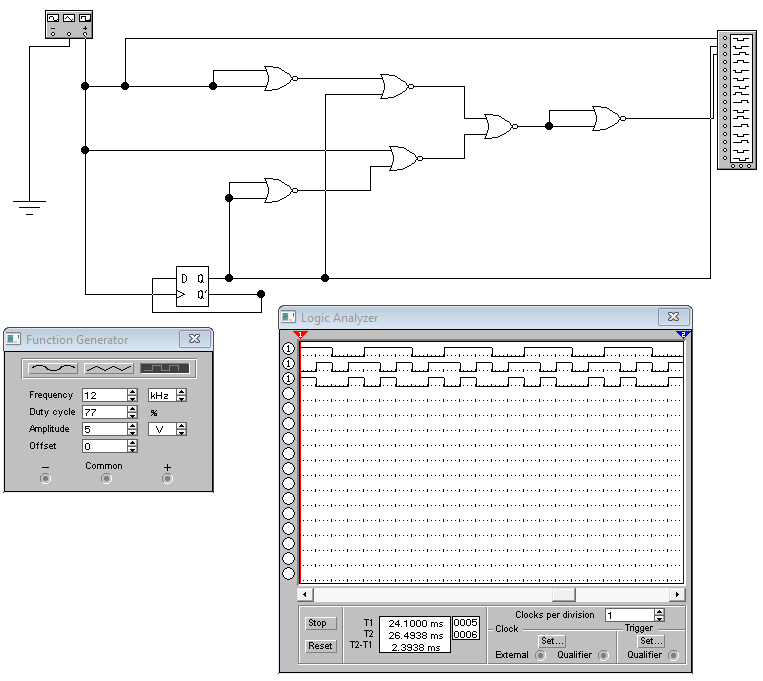 D Q
Q'
Function Generator
Frequency 12 kHz
Duty cycle 77 %
Amplitude 5 V
Offset 0
− Common +
Logic Analyzer
1
2
1
1
1
Clocks per division 1
Stop T1 24.1000 ms 0005
T2 26.4938 ms 0006
Reset T2-T1 2.3938 ms
Clock Trigger
Set... Set...
External Qualifier Qualifier